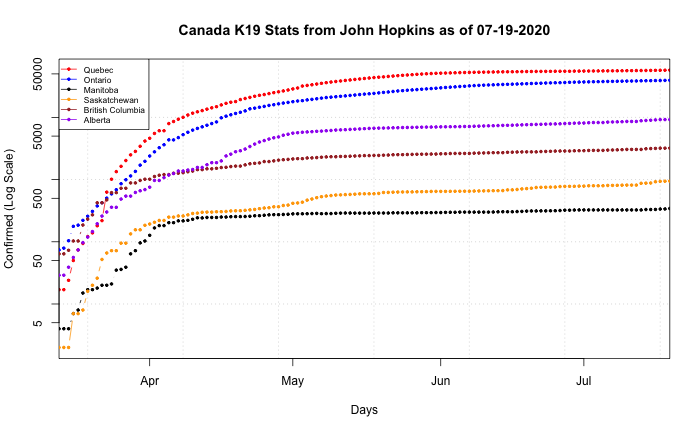 Canada K19 Stats from John Hopkins as of 07-19-2020
Confirmed (Log Scale)
50000
5000
500
50
5
Quebec
Ontario
Manitoba
Saskatchewan
British Columbia
Alberta
Apr May Jun Jul
Days